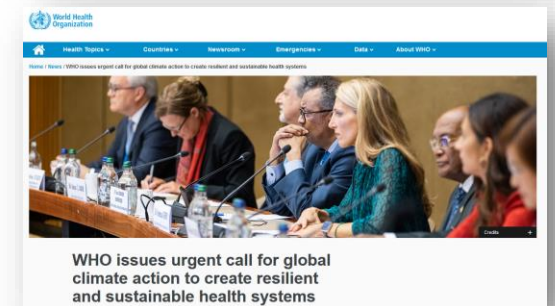 World Health
Organization
Health Topics Countries Newsroom Emergencies Data About WHO
Home / News / WHO issues urgent call for global climate action to create resilient and sustainable health systems
Credits +
WHO issues urgent call for global
climate action to create resilient
and sustainable health systems